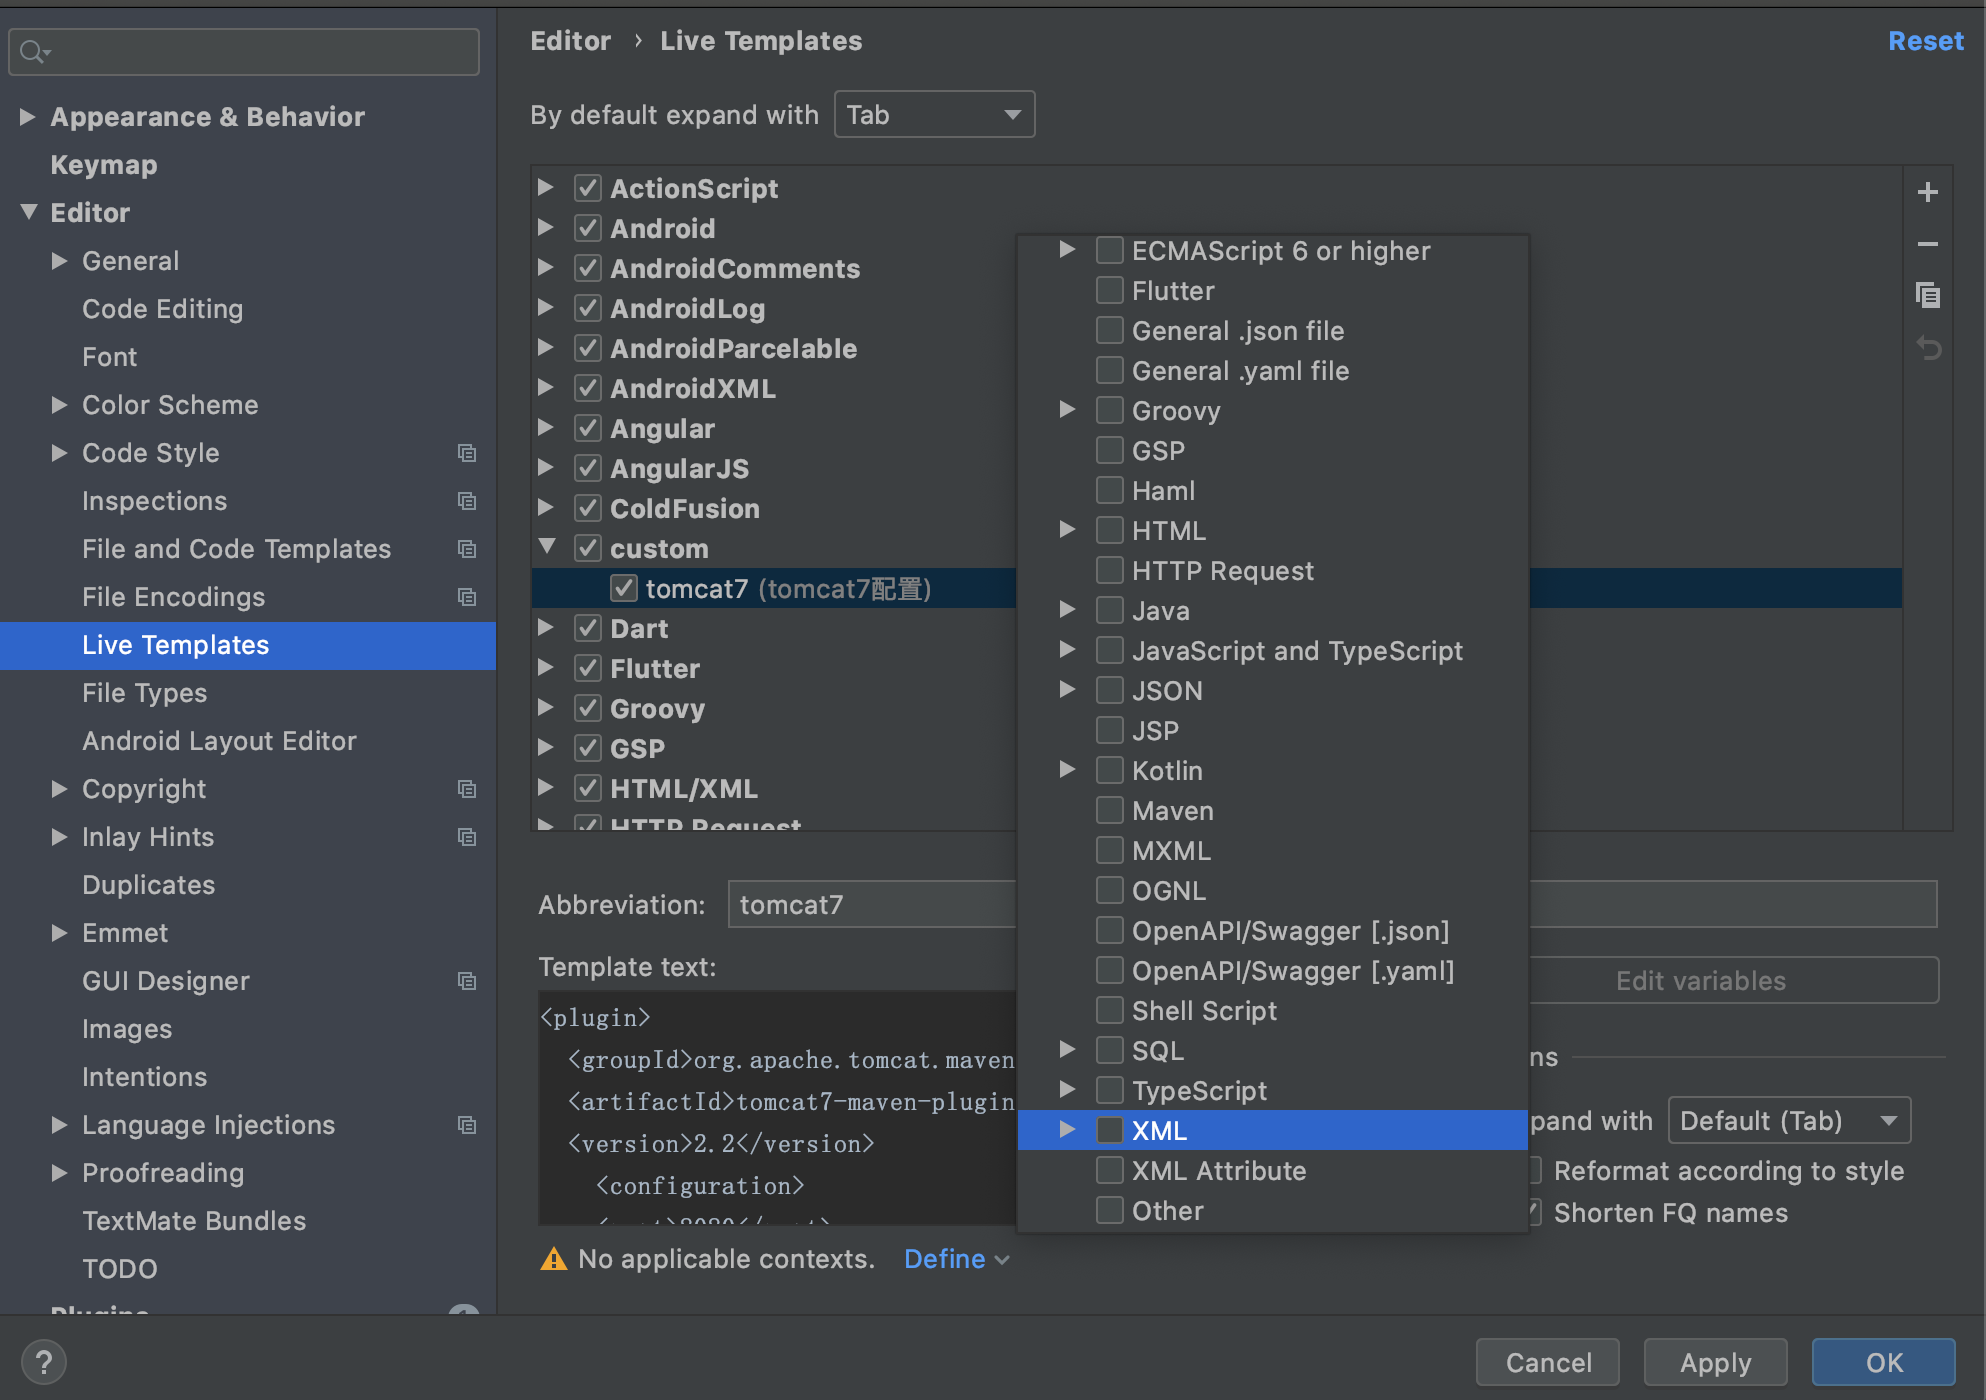 Editor › Live Templates
Reset
Appearance & Behavior
Keymap
Editor
General
Code Editing
Font
Color Scheme
Code Style
Inspections
File and Code Templates
File Encodings
Live Templates
File Types
Android Layout Editor
Copyright
Inlay Hints
Duplicates
Emmet
GUI Designer
Images
Intentions
Language Injections
Proofreading
TextMate Bundles
TODO
Plugins
By default expand with Tab
ActionScript
Android
AndroidComments
AndroidLog
AndroidParcelable
AndroidXML
Angular
AngularJS
ColdFusion
custom
tomcat7 (tomcat7配置)
Dart
Flutter
Groovy
GSP
HTML/XML
HTTP Request
ECMAScript 6 or higher
Flutter
General .json file
General .yaml file
Groovy
GSP
Haml
HTML
HTTP Request
Java
JavaScript and TypeScript
JSON
JSP
Kotlin
Maven
MXML
OGNL
OpenAPI/Swagger [.json]
OpenAPI/Swagger [.yaml]
Shell Script
SQL
TypeScript
XML
XML Attribute
Other
Abbreviation: tomcat7
Template text:
<plugin>
<groupId>org.apache.tomcat.maven
<artifactId>tomcat7-maven-plugin
<version>2.2</version>
<configuration>
Edit variables
ns
pand with Default (Tab)
Reformat according to style
Shorten FQ names
No applicable contexts. Define
?
Cancel
Apply
OK